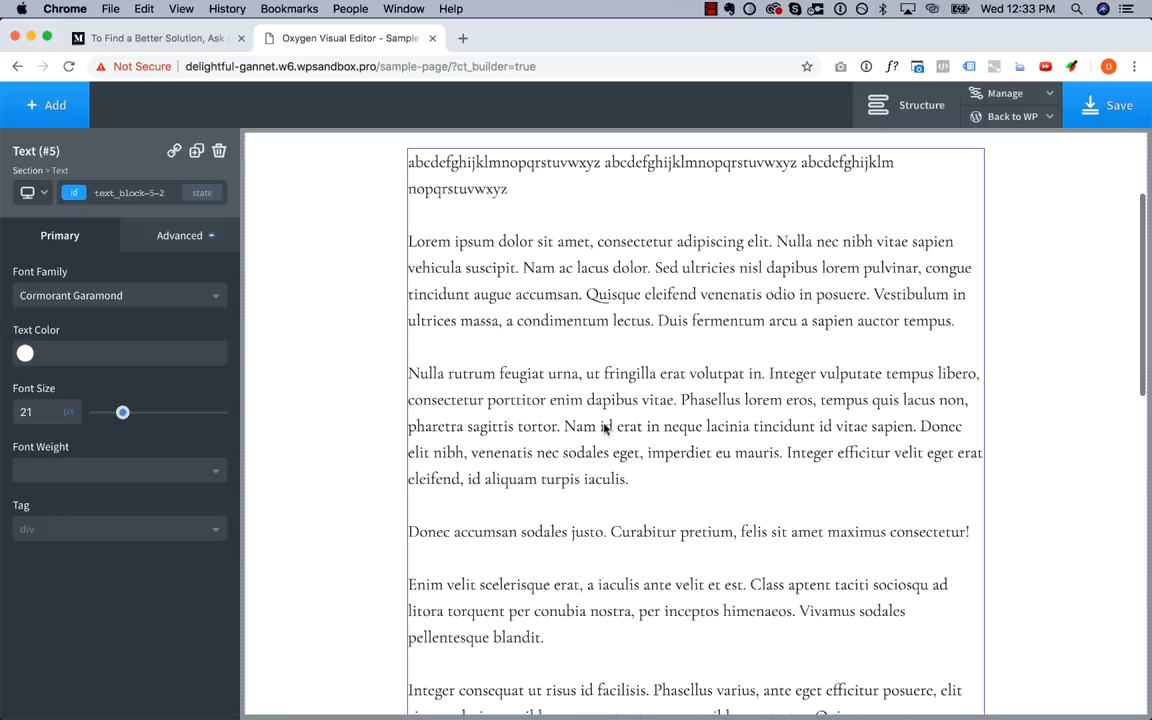 Chrome File Edit View History Bookmarks People Window Help Wed 12:33 PM
To Find a Better Solution, Ask Oxygen Visual Editor - Sample
Not Secure delightful-gannet.w6.wpsandbox.pro/sample-page/?ct_builder=true
+ Add Structure Manage Back to WP Save
Text (#5)
Section > Text
id text_block-5-2 state
Primary Advanced
Font Family
Cormorant Garamond
Text Color
Font Size
21 px
Font Weight
Tag
div
abcdefghijklmnopqrstuvwxyz abcdefghijklmnopqrstuvwxyz abcdefghijklm
nopqrstuvwxyz
Lorem ipsum dolor sit amet, consectetur adipiscing elit. Nulla nec nibh vitae sapien
vehicula suscipit. Nam ac lacus dolor. Sed ultricies nisl dapibus lorem pulvinar, congue
tincidunt augue accumsan. Quisque eleifend venenatis odio in posuere. Vestibulum in
ultrices massa, a condimentum lectus. Duis fermentum arcu a sapien auctor tempus.
Nulla rutrum feugiat urna, ut fringilla erat volutpat in. Integer vulputate tempus libero,
consectetur porttitor enim dapibus vitae. Phasellus lorem eros, tempus quis lacus non,
pharetra sagittis tortor. Nam id erat in neque lacinia tincidunt id vitae sapien. Donec
elit nibh, venenatis nec sodales eget, imperdiet eu mauris. Integer efficitur velit eget erat
eleifend, id aliquam turpis iaculis.
Donec accumsan sodales justo. Curabitur pretium, felis sit amet maximus consectetur!
Enim velit scelerisque erat, a iaculis ante velit et est. Class aptent taciti sociosqu ad
litora torquent per conubia nostra, per inceptos himenaeos. Vivamus sodales
pellentesque blandit.
Integer consequat ut risus id facilisis. Phasellus varius, ante eget efficitur posuere, elit